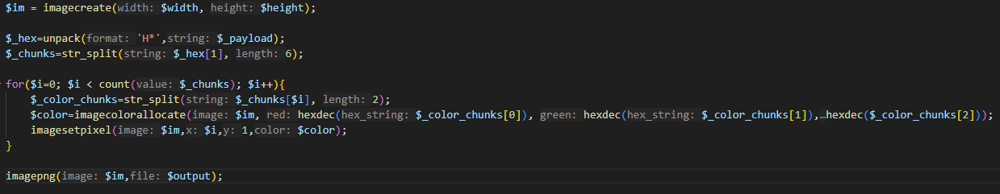 $im = imagecreate(width: $width, height: $height);
$_hex=unpack(format: 'H*',string: $_payload);
$_chunks=str_split(string: $_hex[1], length: 6);
for($i=0; $i < count(value: $_chunks); $i++){
$_color_chunks=str_split(string: $_chunks[$i], length: 2);
$color=imagecolorallocate(image: $im, red: hexdec(hex_string: $_color_chunks[0]), green: hexdec(hex_string: $_color_chunks[1]),…hexdec($_color_chunks[2]));
imagesetpixel(image: $im,x: $i,y: 1,color: $color);
}
imagepng(image: $im,file: $output);